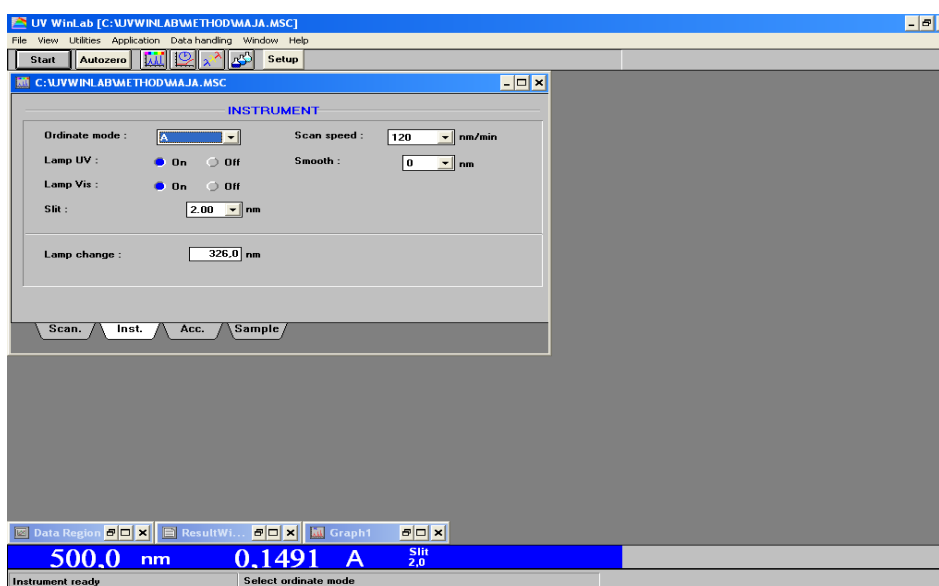 UV WinLab [C:\UVWINLAB\METHOD\MAJA.MSC]
File View Utilities Application Data handling Window Help
Start Autozero Setup
C:\UVWINLAB\METHOD\MAJA.MSC
INSTRUMENT
Ordinate mode : A Scan speed : 120 nm/min
Lamp UV : On Off Smooth : 0 nm
Lamp Vis : On Off
Slit : 2.00 nm
Lamp change : 326,0 nm
Scan. Inst. Acc. Sample
Data Region ResultWi... Graph1
500,0 nm 0,1491 A Slit
2,0
Instrument ready Select ordinate mode